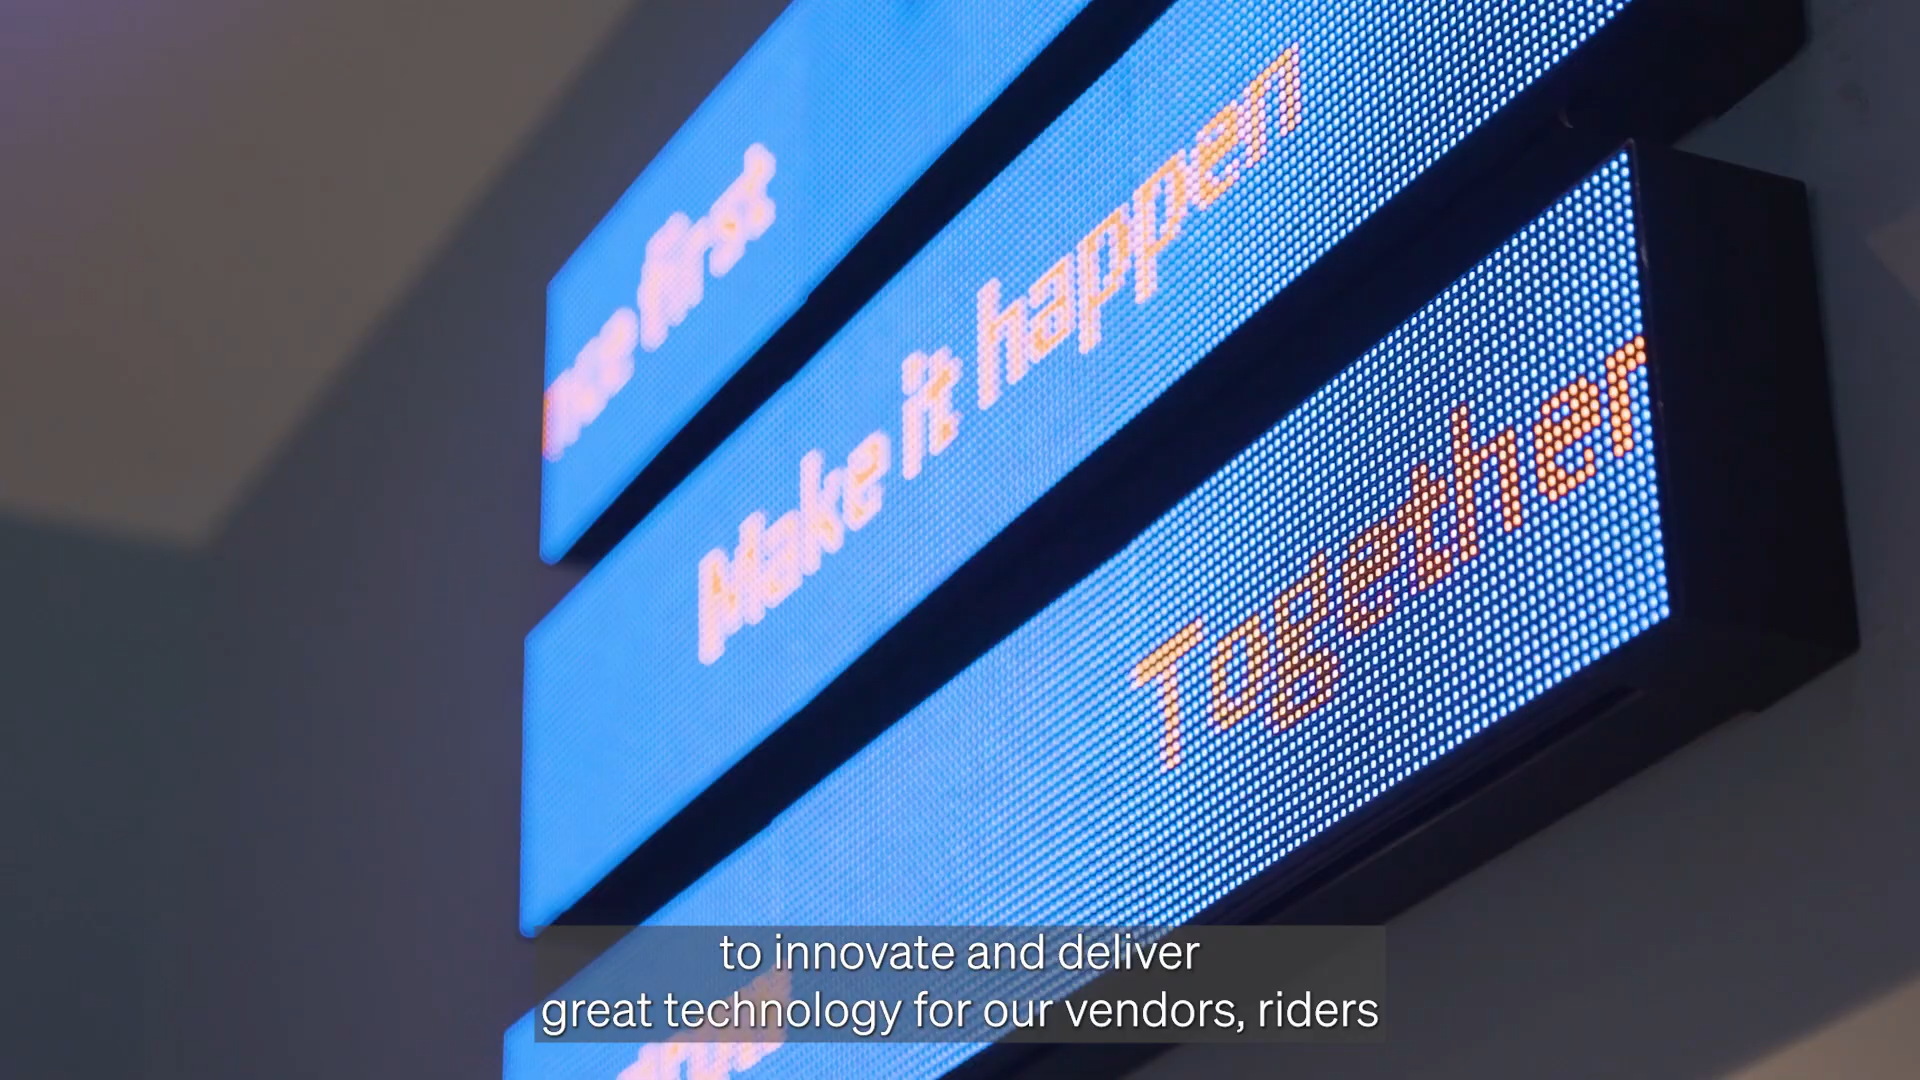 first
Make it happen
Together
to innovate and deliver
great technology for our vendors, riders